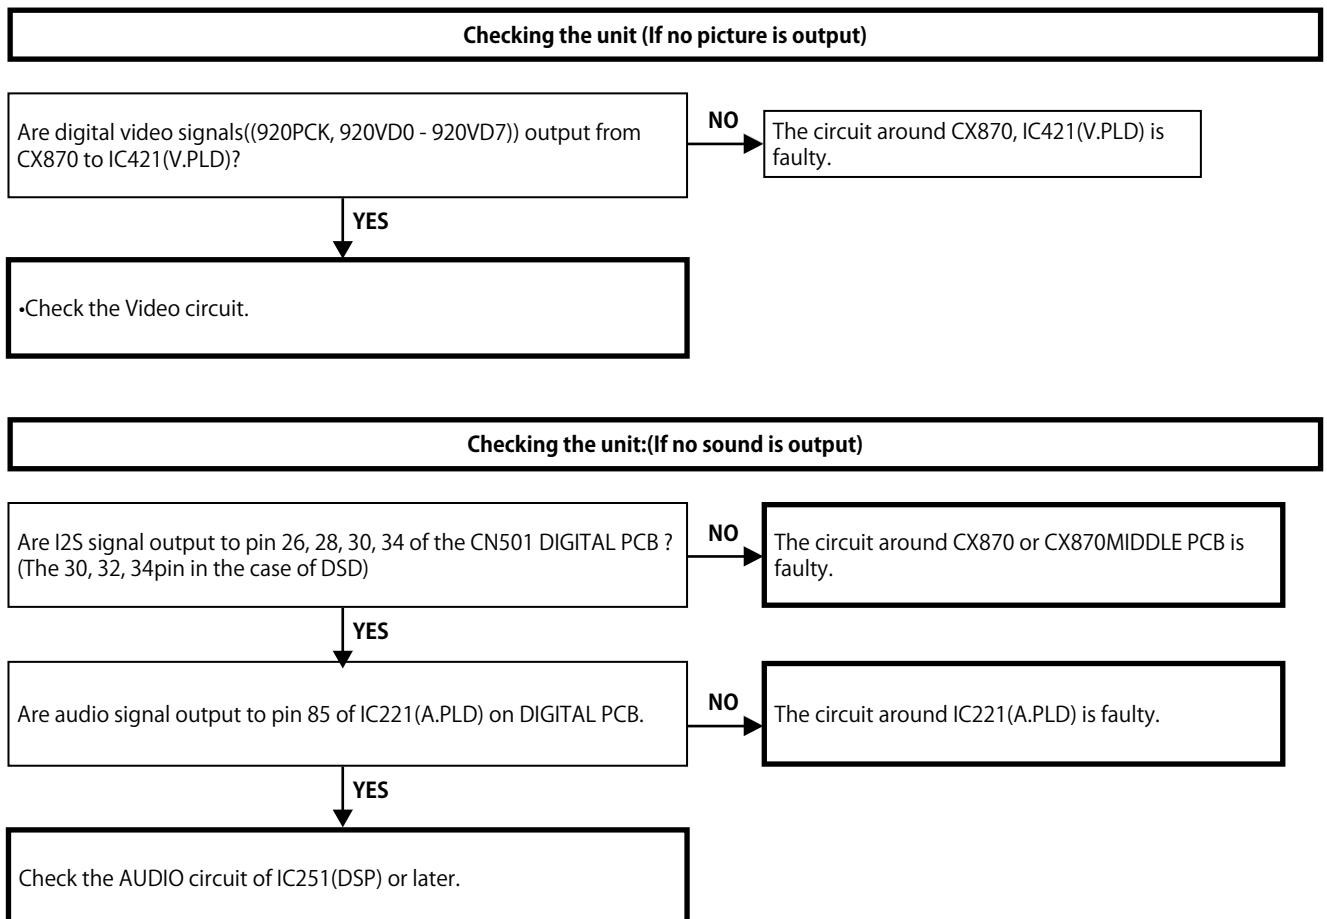 Checking the unit (If no picture is output)
Are digital video signals((920PCK, 920VD0 - 920VD7)) output from
CX870 to IC421(V.PLD)?
NO
The circuit around CX870, IC421(V.PLD) is
faulty.
YES
•Check the Video circuit.
Checking the unit:(If no sound is output)
Are I2S signal output to pin 26, 28, 30, 34 of the CN501 DIGITAL PCB ?
(The 30, 32, 34pin in the case of DSD)
NO
The circuit around CX870 or CX870MIDDLE PCB is
faulty.
YES
Are audio signal output to pin 85 of IC221(A.PLD) on DIGITAL PCB.
NO
The circuit around IC221(A.PLD) is faulty.
YES
Check the AUDIO circuit of IC251(DSP) or later.